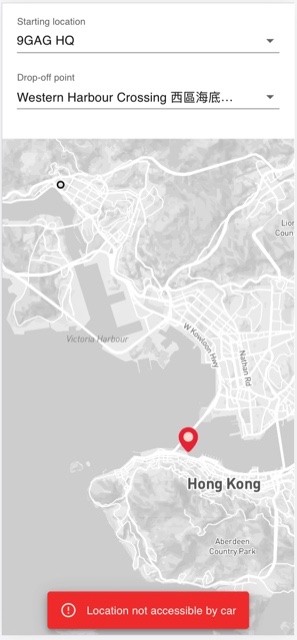 Starting location
9GAG HQ
Drop-off point
Western Harbour Crossing 西區海底…
Lion
Coun
Victoria Harbour
W Kowloon Hwy
Nathan Rd
Hong Kong
Aberdeen
Country Park
Location not accessible by car